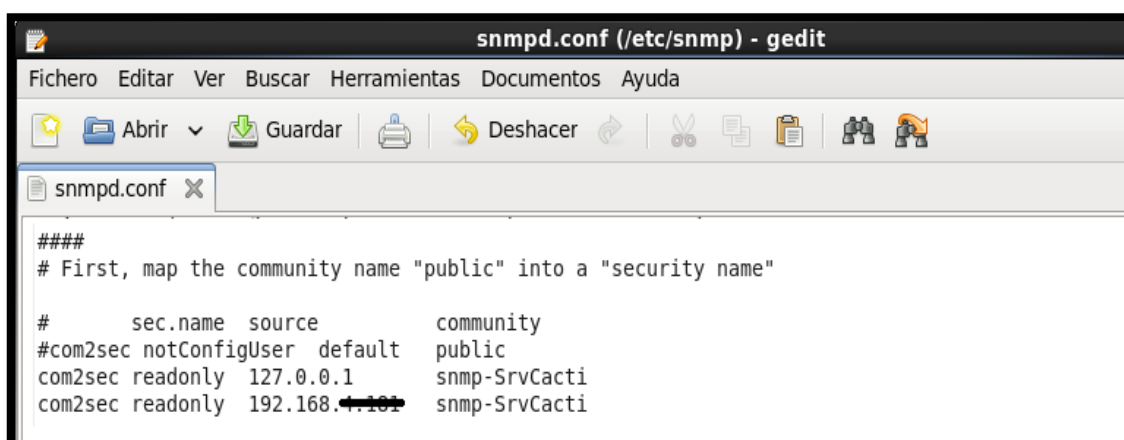 snmpd.conf (/etc/snmp) - gedit
Fichero Editar Ver Buscar Herramientas Documentos Ayuda
Abrir Guardar Deshacer
snmpd.conf
####
# First, map the community name "public" into a "security name"
# sec.name source community
#com2sec notConfigUser default public
com2sec readonly 127.0.0.1 snmp-SrvCacti
com2sec readonly 192.168. snmp-SrvCacti